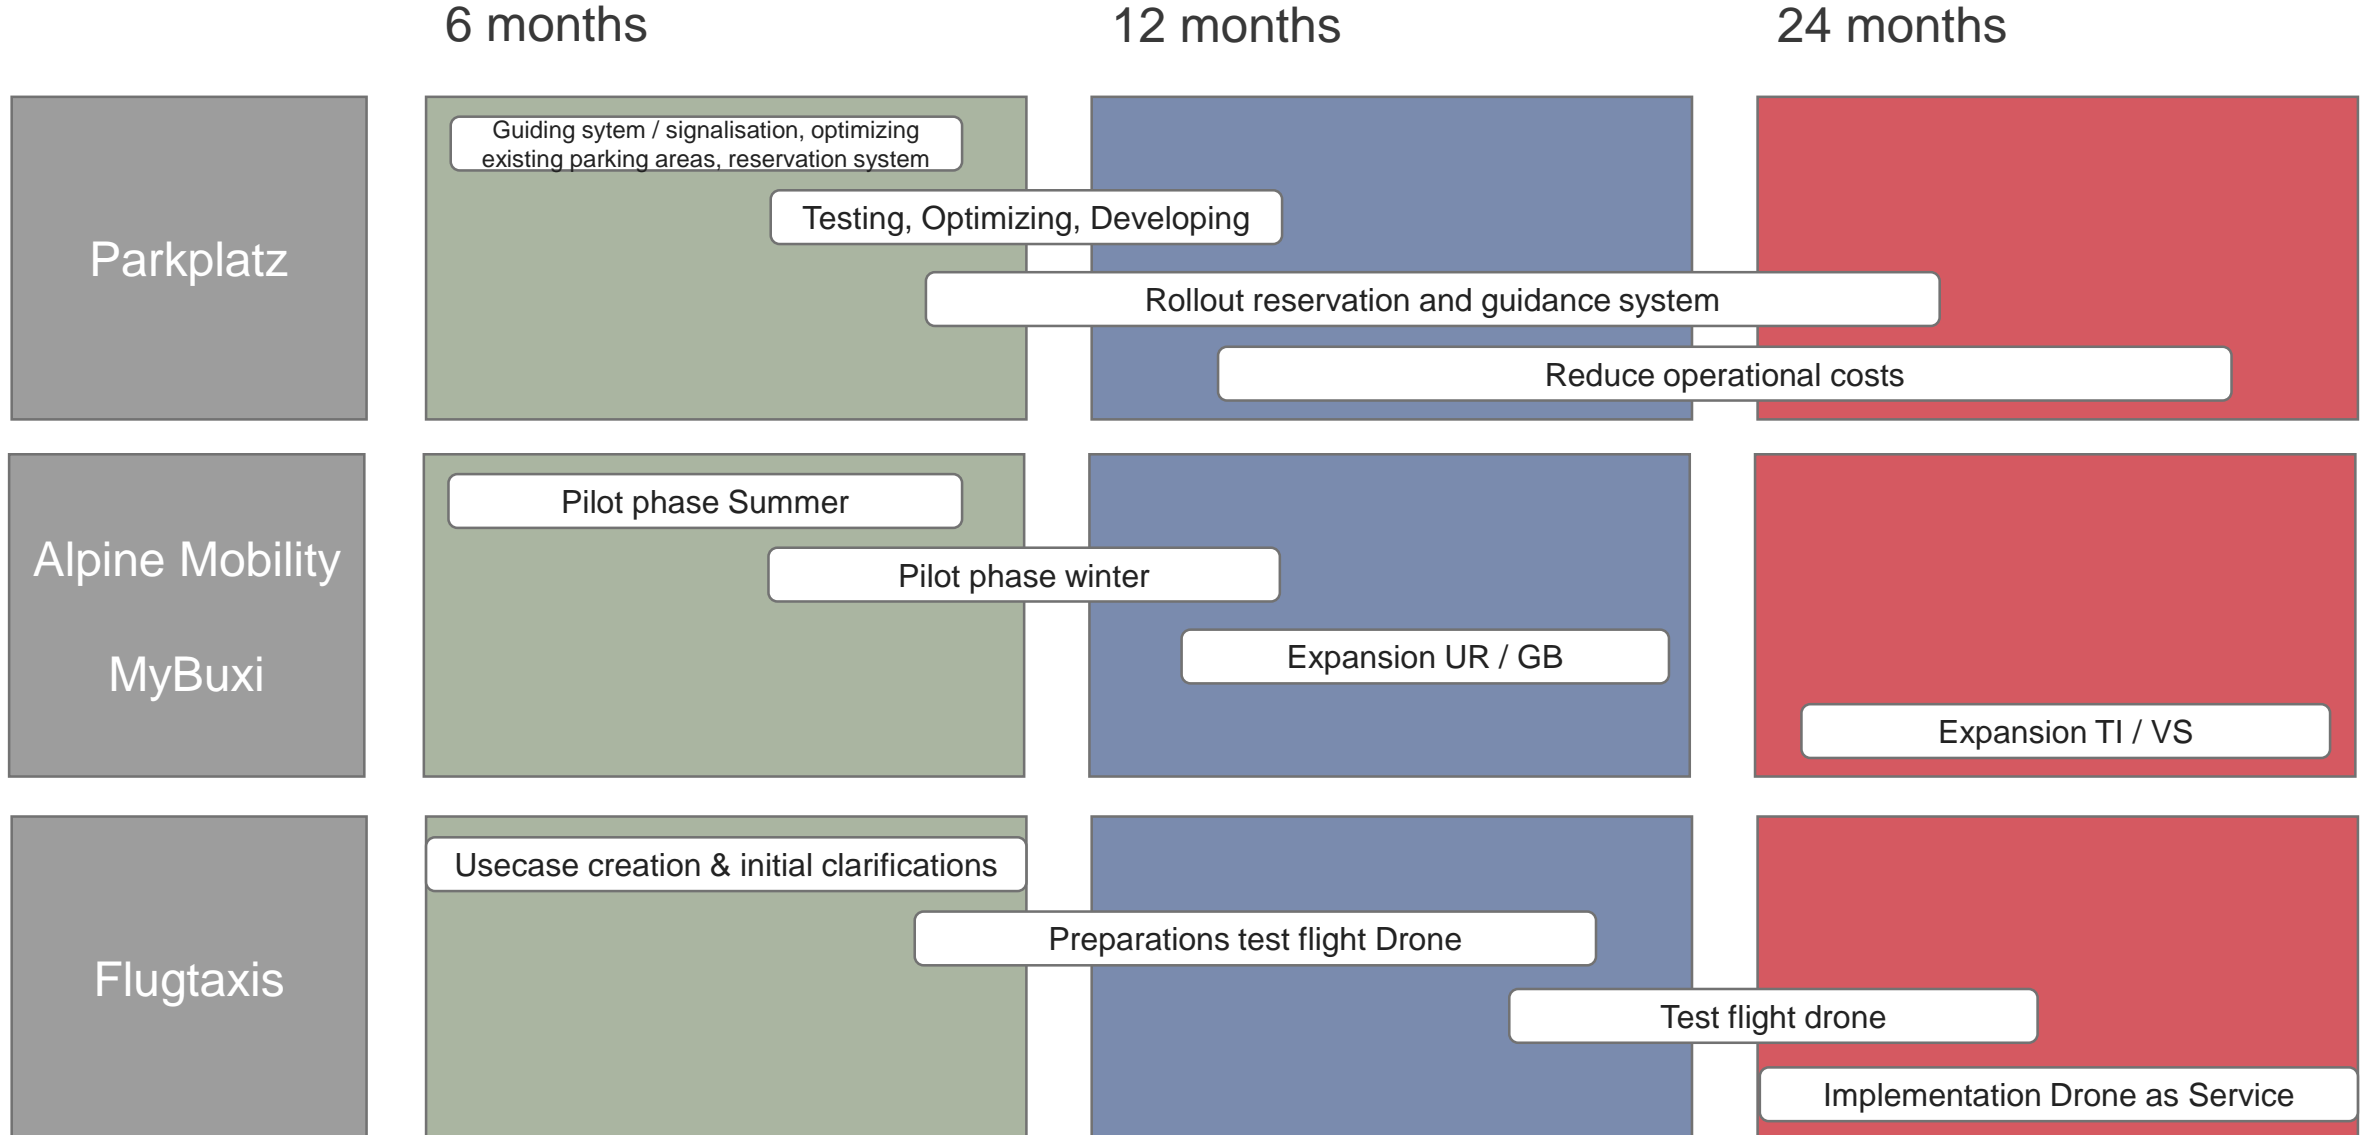 6 months
12 months
24 months
Parkplatz
Guiding sytem / signalisation, optimizing
existing parking areas, reservation system
Testing, Optimizing, Developing
Rollout reservation and guidance system
Reduce operational costs
Alpine Mobility
MyBuxi
Pilot phase Summer
Pilot phase winter
Expansion UR / GB
Expansion TI / VS
Flugtaxis
Usecase creation & initial clarifications
Preparations test flight Drone
Test flight drone
Implementation Drone as Service